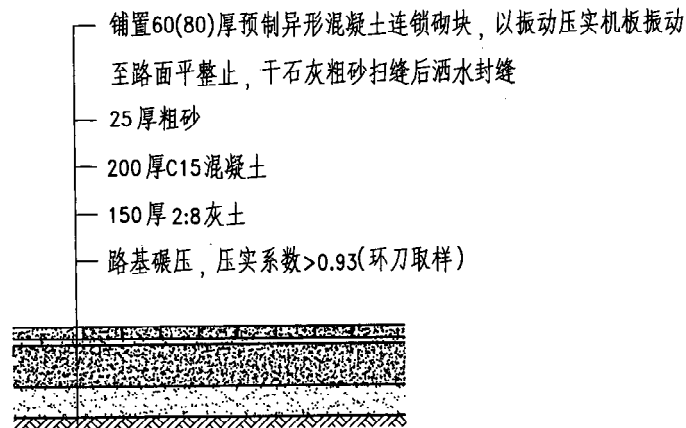 铺置60(80)厚预制异形混凝土连锁砌块，以振动压实机板振动
至路面平整止，干石灰粗砂扫缝后洒水封缝
25厚粗砂
200厚C15混凝土
150厚2:8灰土
路基碾压，压实系数>0.93(环刀取样)